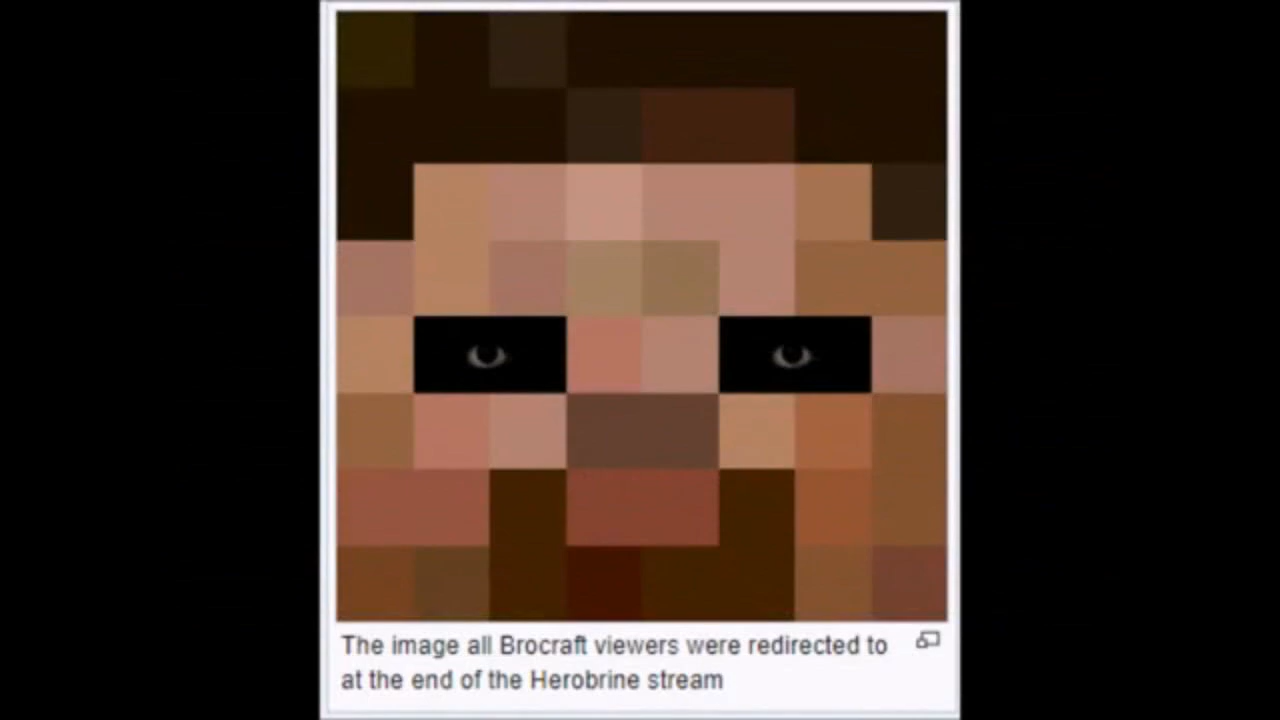 The image all Brocraft viewers were redirected to
at the end of the Herobrine stream